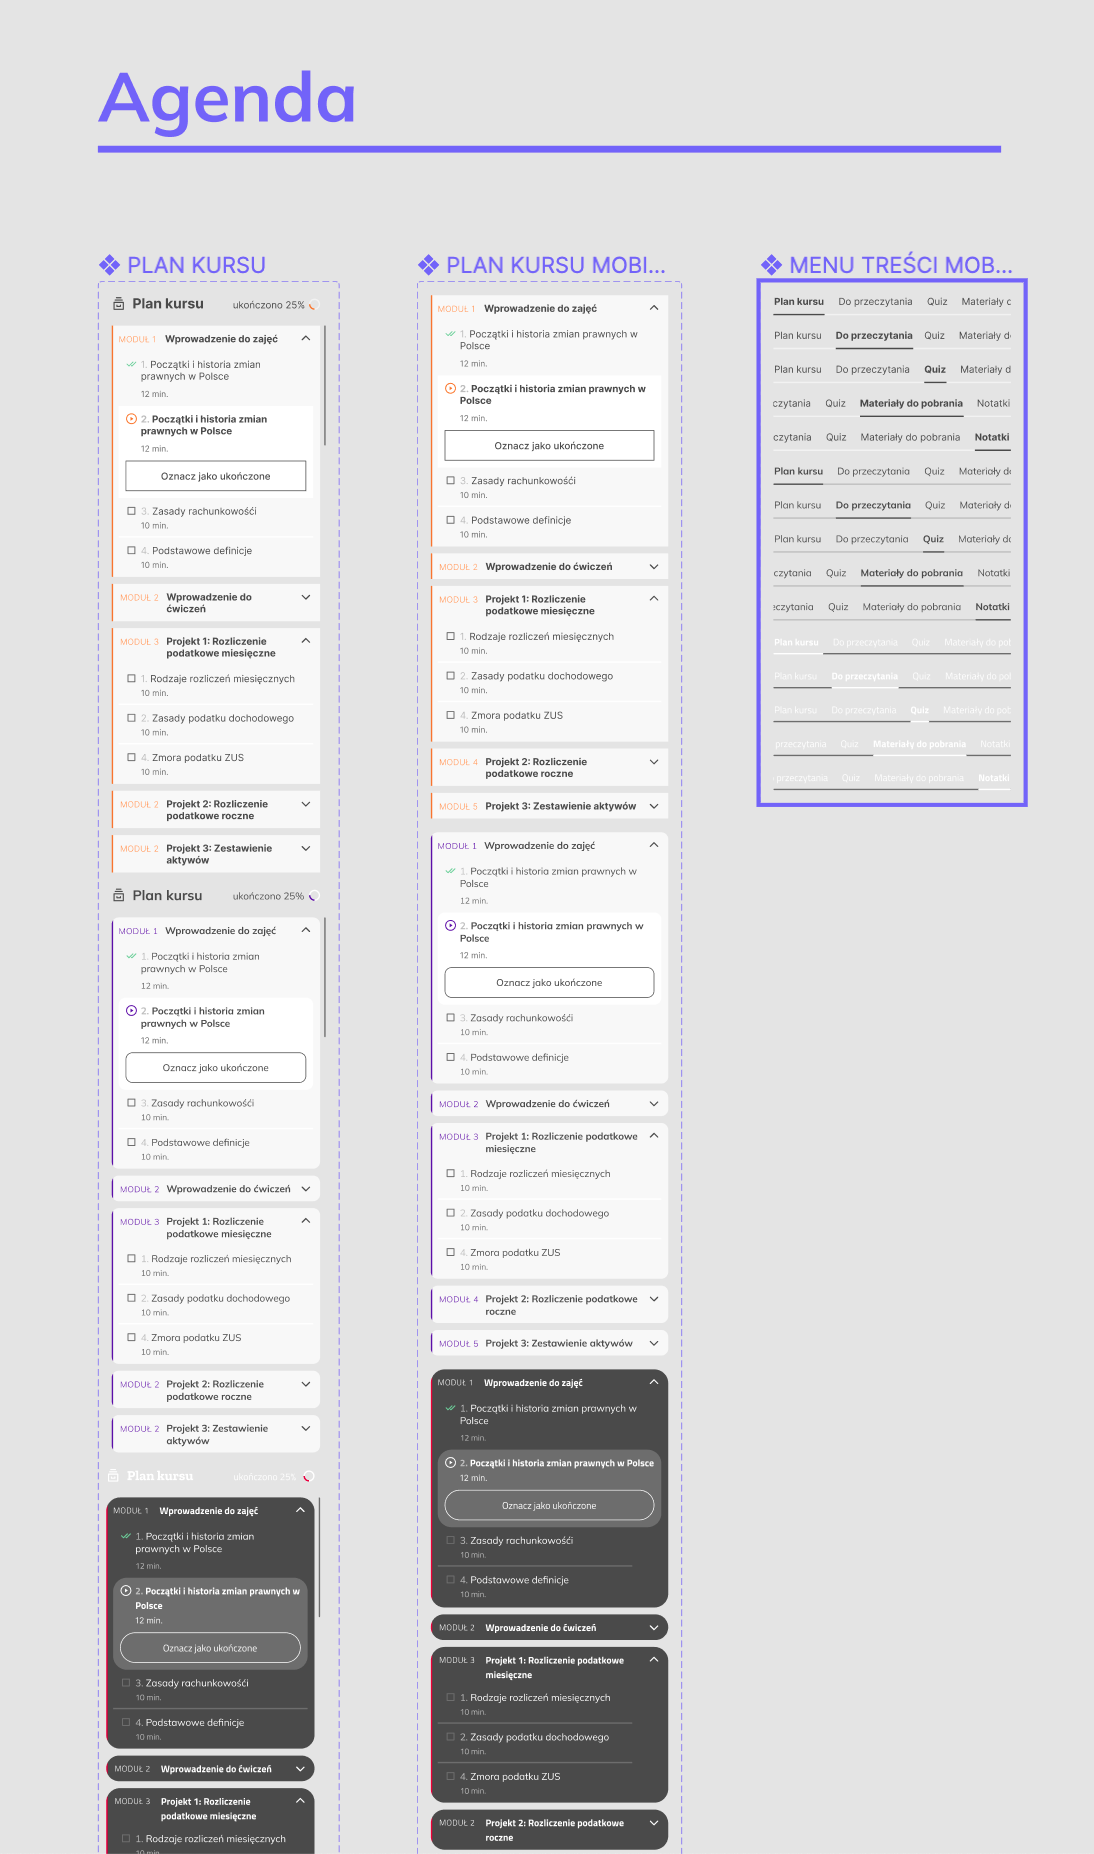 Agenda
PLAN KURSU
Plan kursu
ukończono 25%
MODUŁ 1 Wprowadzenie do zajęć
1. Początki i historia zmian
prawnych w Polsce
12 min.
2. Początki i historia zmian
prawnych w Polsce
12 min.
Oznacz jako ukończone
3. Zasady rachunkowośći
10 min.
4. Podstawowe definicje
10 min.
MODUŁ 2 Wprowadzenie do
ćwiczeń
MODUŁ 3 Projekt 1: Rozliczenie
podatkowe miesięczne
1. Rodzaje rozliczeń miesięcznych
10 min.
2. Zasady podatku dochodowego
10 min.
4. Zmora podatku ZUS
10 min.
MODUŁ 2 Projekt 2: Rozliczenie
podatkowe roczne
MODUŁ 2 Projekt 3: Zestawienie
aktywów
Plan kursu
ukończono 25%
MODUŁ 1 Wprowadzenie do zajęć
1. Początki i historia zmian
prawnych w Polsce
12 min.
2. Początki i historia zmian
prawnych w Polsce
12 min.
Oznacz jako ukończone
3. Zasady rachunkowośći
10 min.
4. Podstawowe definicje
10 min.
MODUŁ 2 Wprowadzenie do ćwiczeń
MODUŁ 3 Projekt 1: Rozliczenie
podatkowe miesięczne
1. Rodzaje rozliczeń miesięcznych
10 min.
2. Zasady podatku dochodowego
10 min.
4. Zmora podatku ZUS
10 min.
MODUŁ 2 Projekt 2: Rozliczenie
podatkowe roczne
MODUŁ 2 Projekt 3: Zestawienie
aktywów
Plan kursu
ukończono 25%
MODUŁ 1 Wprowadzenie do zajęć
1. Początki i historia zmian
prawnych w Polsce
12 min.
2. Początki i historia zmian prawnych w
Polsce
12 min.
Oznacz jako ukończone
3. Zasady rachunkowośći
10 min.
4. Podstawowe definicje
10 min.
MODUŁ 2 Wprowadzenie do ćwiczeń
MODUŁ 3 Projekt 1: Rozliczenie
podatkowe miesięczne
1. Rodzaje rozliczeń miesięcznych
10 min.
PLAN KURSU MOBI...
MODUŁ 1 Wprowadzenie do zajęć
1. Początki i historia zmian prawnych w
Polsce
12 min.
2. Początki i historia zmian prawnych w
Polsce
12 min.
Oznacz jako ukończone
3. Zasady rachunkowośći
10 min.
4. Podstawowe definicje
10 min.
MODUŁ 2 Wprowadzenie do ćwiczeń
MODUŁ 3 Projekt 1: Rozliczenie
podatkowe miesięczne
1. Rodzaje rozliczeń miesięcznych
10 min.
2. Zasady podatku dochodowego
10 min.
4. Zmora podatku ZUS
10 min.
MODUŁ 4 Projekt 2: Rozliczenie
podatkowe roczne
MODUŁ 5 Projekt 3: Zestawienie aktywów
MODUŁ 1 Wprowadzenie do zajęć
1. Początki i historia zmian prawnych w
Polsce
12 min.
2. Początki i historia zmian prawnych w
Polsce
12 min.
Oznacz jako ukończone
3. Zasady rachunkowośći
10 min.
4. Podstawowe definicje
10 min.
MODUŁ 2 Wprowadzenie do ćwiczeń
MODUŁ 3 Projekt 1: Rozliczenie podatkowe
miesięczne
1. Rodzaje rozliczeń miesięcznych
10 min.
2. Zasady podatku dochodowego
10 min.
4. Zmora podatku ZUS
10 min.
MODUŁ 4 Projekt 2: Rozliczenie podatkowe
roczne
MODUŁ 5 Projekt 3: Zestawienie aktywów
MODUŁ 1 Wprowadzenie do zajęć
1. Początki i historia zmian prawnych w
Polsce
12 min.
2. Początki i historia zmian prawnych w Polsce
12 min.
Oznacz jako ukończone
3. Zasady rachunkowośći
10 min.
4. Podstawowe definicje
10 min.
MODUŁ 2 Wprowadzenie do ćwiczeń
MODUŁ 3 Projekt 1: Rozliczenie podatkowe
miesięczne
1. Rodzaje rozliczeń miesięcznych
10 min.
2. Zasady podatku dochodowego
10 min.
4. Zmora podatku ZUS
10 min.
MODUŁ 2 Projekt 2: Rozliczenie podatkowe
roczne
MENU TREŚCI MOB...
Plan kursu Do przeczytania Quiz Materiały d
Plan kursu Do przeczytania Quiz Materiały d
Plan kursu Do przeczytania Quiz Materiały d
czytania Quiz Materiały do pobrania Notatki
czytania Quiz Materiały do pobrania Notatki
Plan kursu Do przeczytania Quiz Materiały d
Plan kursu Do przeczytania Quiz Materiały d
Plan kursu Do przeczytania Quiz Materiały d
czytania Quiz Materiały do pobrania Notatki
czytania Quiz Materiały do pobrania Notatki
Plan kursu Do przeczytania Quiz Materiały do pob
Plan kursu Do przeczytania Quiz Materiały do pob
Plan kursu Do przeczytania Quiz Materiały do pob
przeczytania Quiz Materiały do pobrania Notatki
przeczytania Quiz Materiały do pobrania Notatki